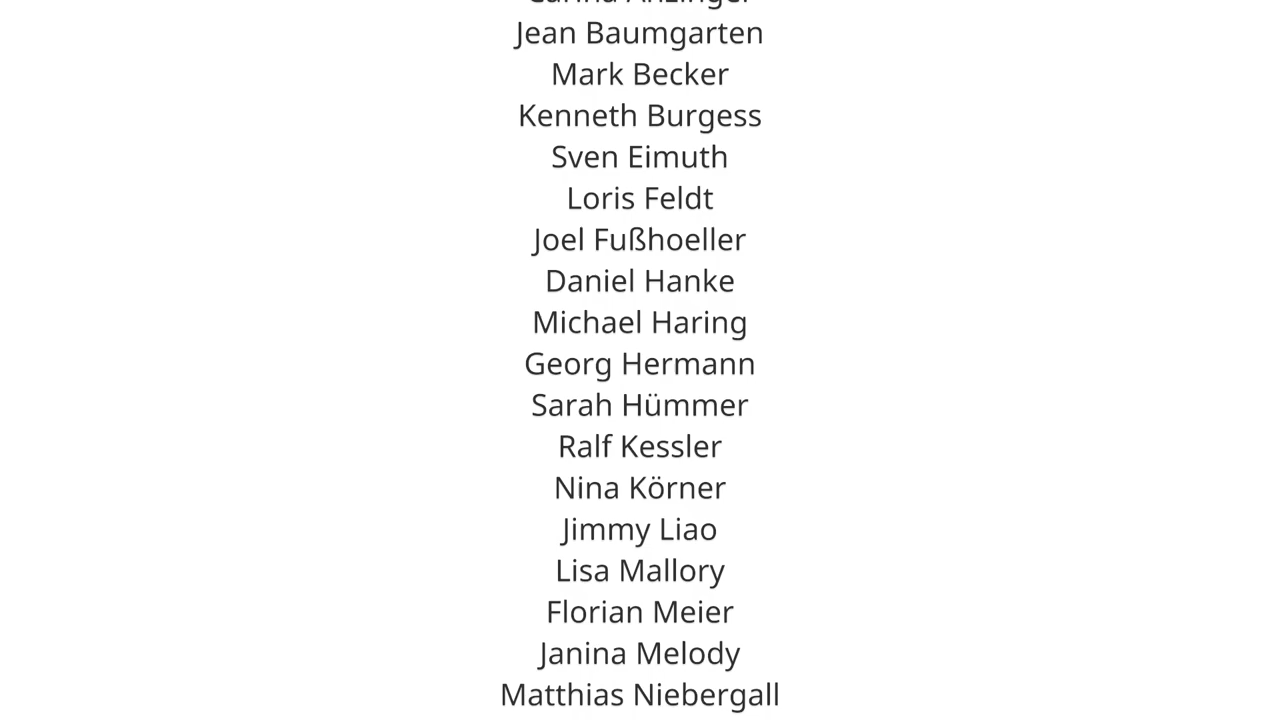 Jean Baumgarten
Mark Becker
Kenneth Burgess
Sven Eimuth
Loris Feldt
Joel Fußhoeller
Daniel Hanke
Michael Haring
Georg Hermann
Sarah Hümmer
Ralf Kessler
Nina Körner
Jimmy Liao
Lisa Mallory
Florian Meier
Janina Melody
Matthias Niebergall